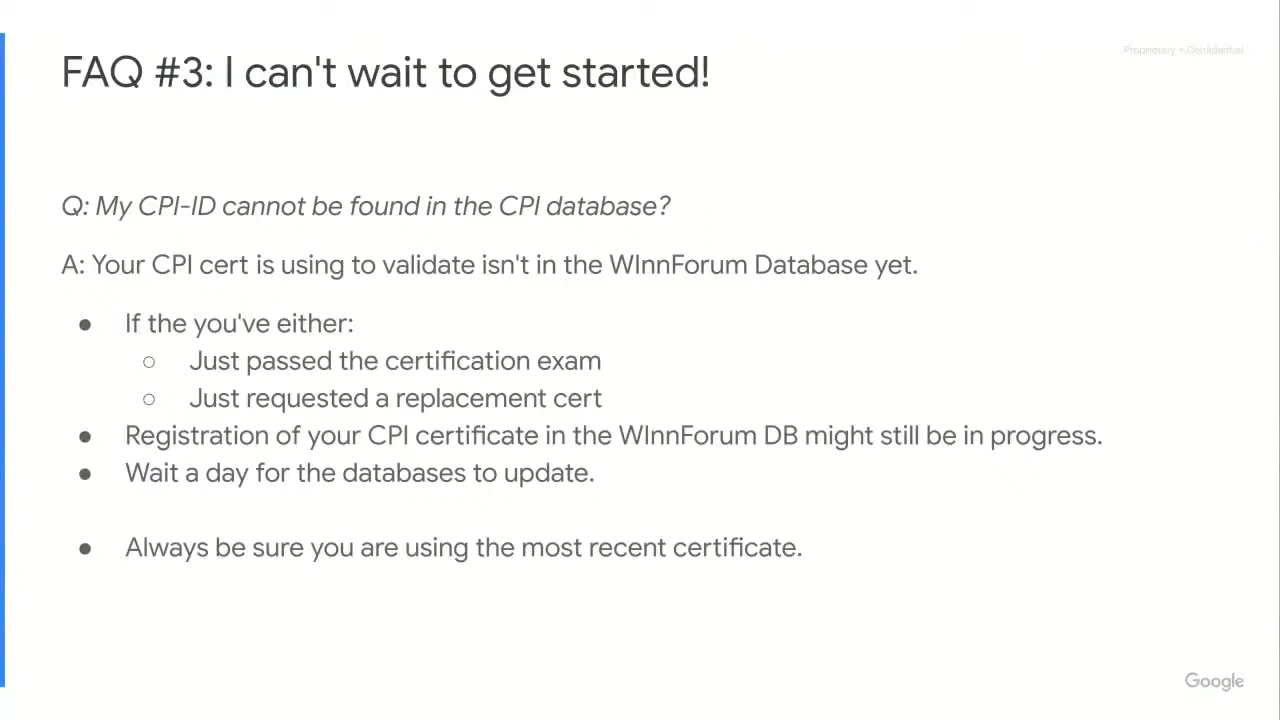 Proprietary + Confidential
FAQ #3: I can't wait to get started!
Q: My CPI-ID cannot be found in the CPI database?
A: Your CPI cert is using to validate isn't in the WInnForum Database yet.
● If the you've either:
○ Just passed the certification exam
○ Just requested a replacement cert
● Registration of your CPI certificate in the WInnForum DB might still be in progress.
● Wait a day for the databases to update.
● Always be sure you are using the most recent certificate.
Google